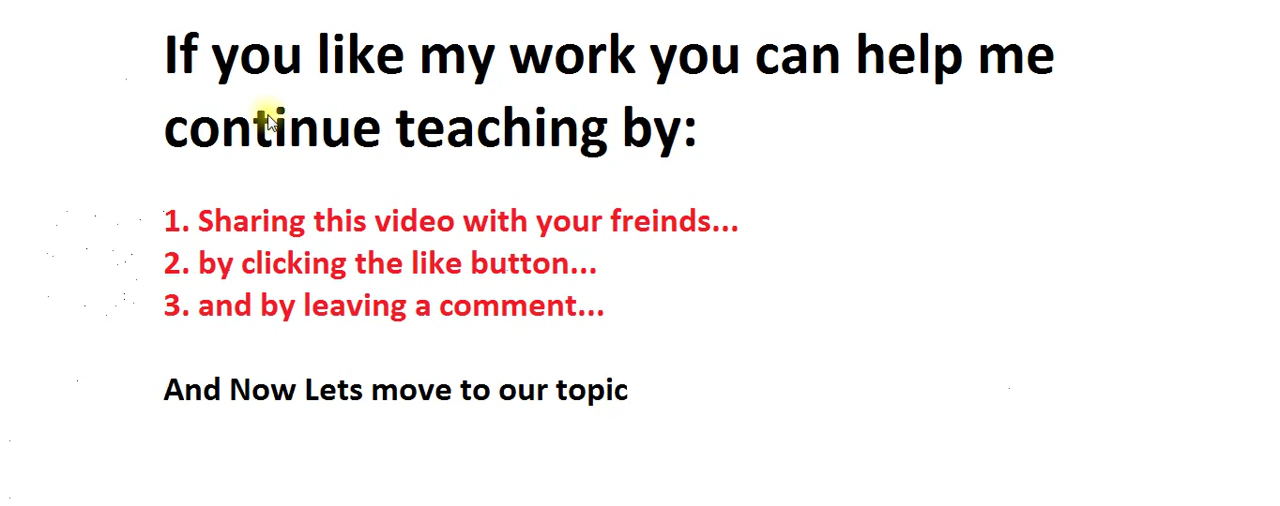 If you like my work you can help me
continue teaching by:
1. Sharing this video with your freinds...
2. by clicking the like button...
3. and by leaving a comment...
And Now Lets move to our topic